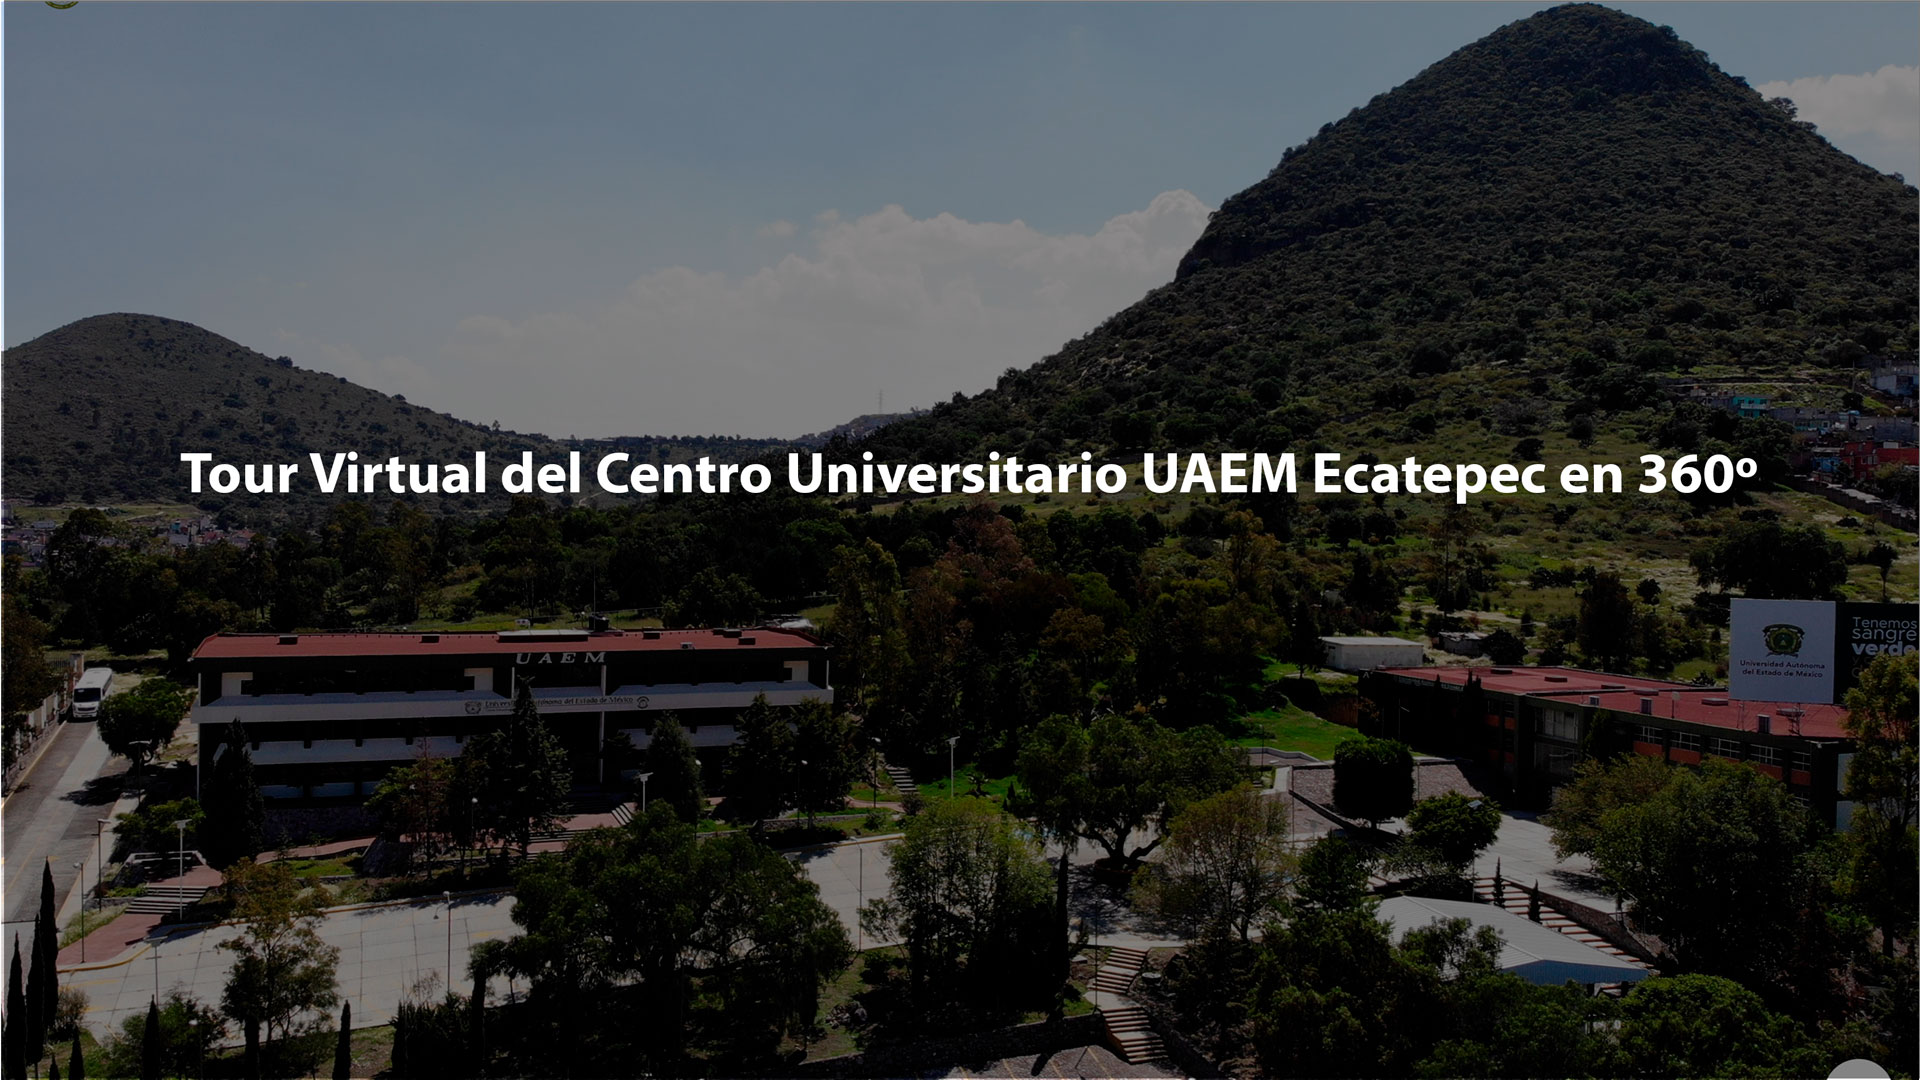 Tour Virtual del Centro Universitario UAEM Ecatepec en 360º
UAEM
Universidad Autónoma del Estado de México
Tenemos
sangre
verde
Universidad Autónoma
del Estado de México